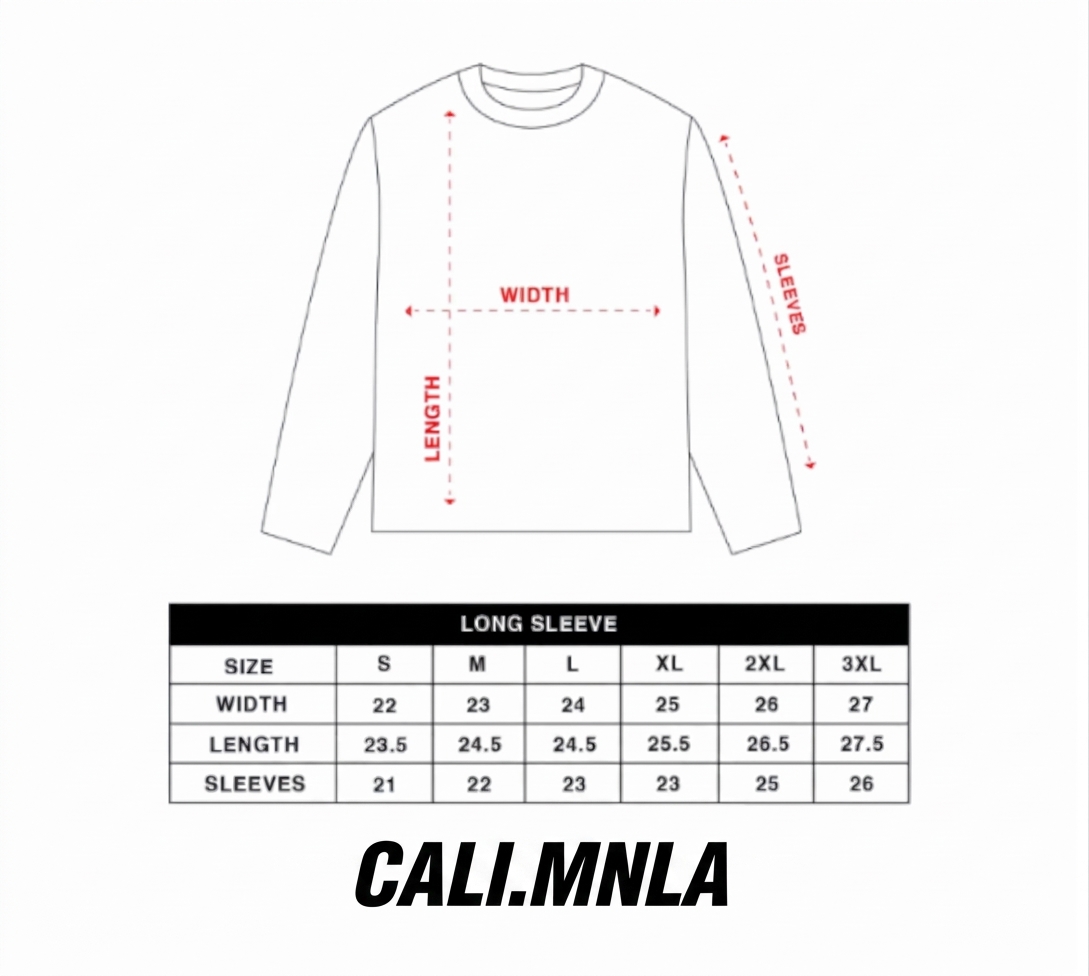 WIDTH
LENGTH
SLEEVES
LONG SLEEVE
SIZE S M L XL 2XL 3XL
WIDTH 22 23 24 25 26 27
LENGTH 23.5 24.5 24.5 25.5 26.5 27.5
SLEEVES 21 22 23 23 25 26
CALI.MNLA